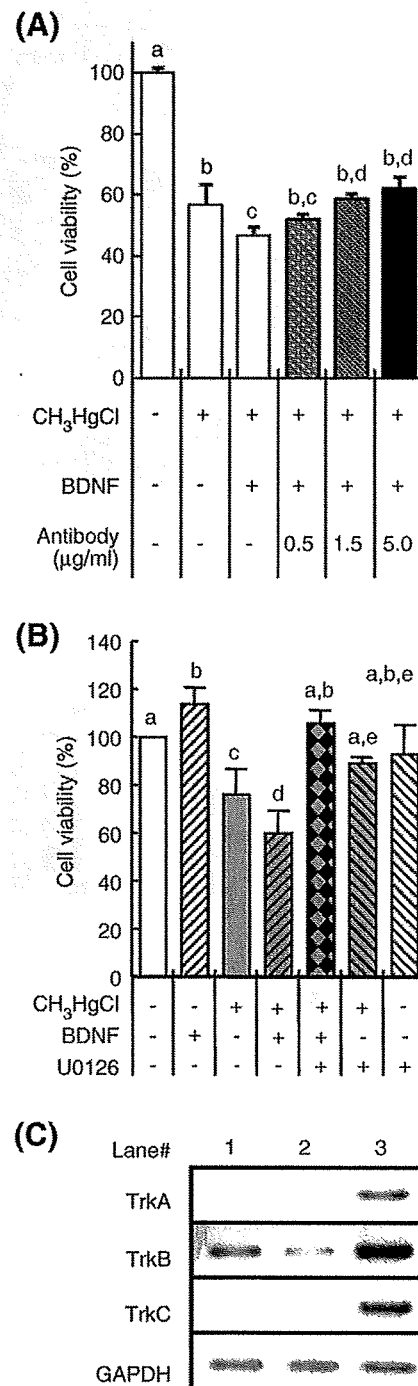 (A)
a
100
b
b,d
b,d
80
b,c
c
60
40
20
0
Cell viability (%)
CH₃HgCl - + + + + +
BDNF - - + + + +
Antibody (μg/ml) - - - 0.5 1.5 5.0
(B)
140
120
100
80
60
40
20
0
Cell viability (%)
a b c d a,b a,e a,b,e
CH₃HgCl - - + + + + -
BDNF - + - + + - -
U0126 - - - - + + +
(C)
Lane# 1 2 3
TrkA
TrkB
TrkC
GAPDH